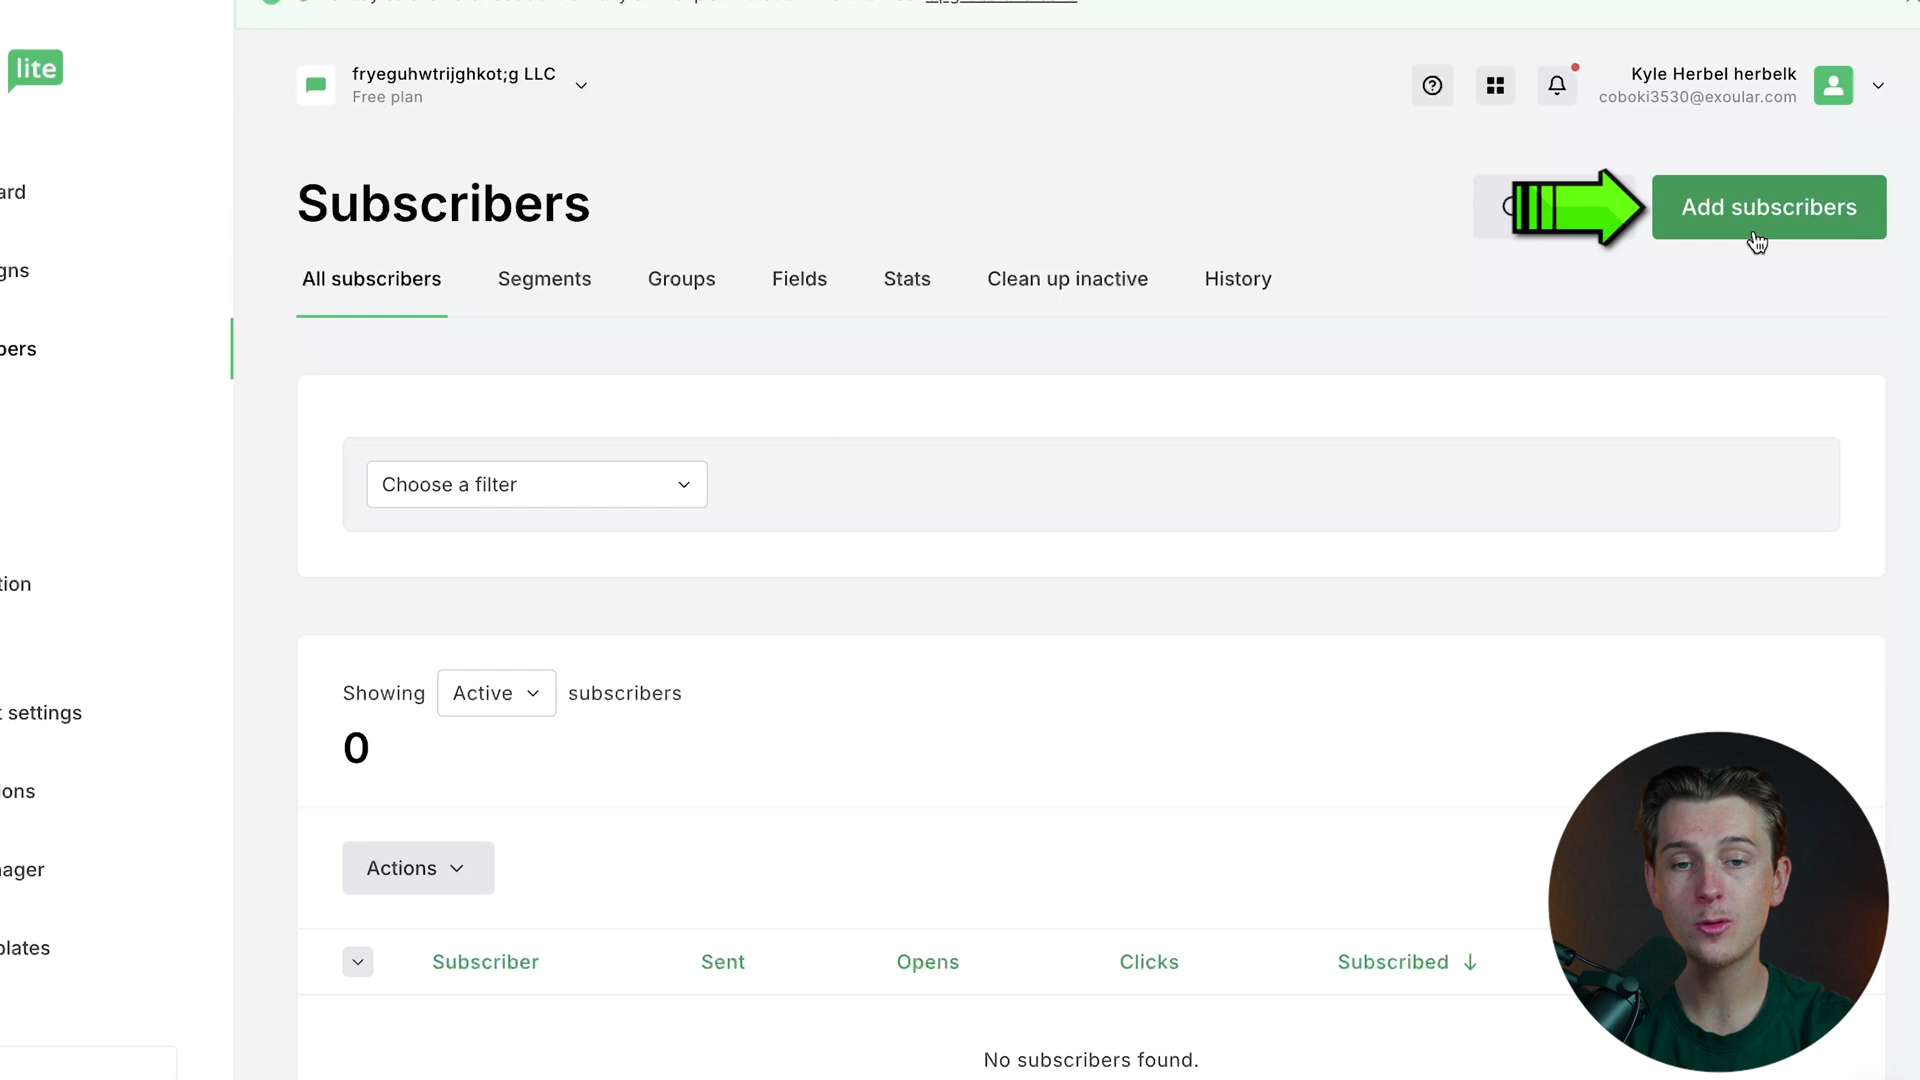 lite
fryeguhwtrijghkot;g LLC
Free plan
Kyle Herbel herbelk
coboki3530@exoular.com
Subscribers
Add subscribers
All subscribers
Segments
Groups
Fields
Stats
Clean up inactive
History
ard
gns
bers
tion
t settings
ions
ager
plates
Choose a filter
Showing Active subscribers
0
Actions
Subscriber
Sent
Opens
Clicks
Subscribed
No subscribers found.